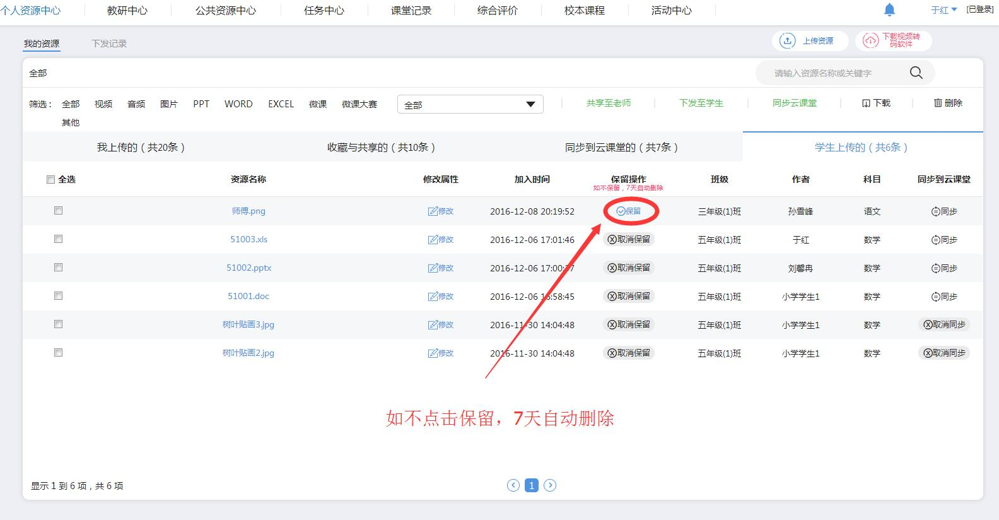 个人资源中心 教研中心 公共资源中心 任务中心 课堂记录 综合评价 校本课程 活动中心 于红 [已登录]
我的资源 下发记录 上传资源 下载视频转
码软件
全部 请输入资源名称或关键字
筛选： 全部 视频 音频 图片 PPT WORD EXCEL 微课 微课大赛 全部 共享至老师 下发至学生 同步云课堂 下载 删除
其他
我上传的（共20条） 收藏与共享的（共10条） 同步到云课堂的（共7条） 学生上传的（共6条）
全选 资源名称 修改属性 加入时间 保留操作 班级 作者 科目 同步到云课堂
如不保留，7天自动删除
师傅.png 修改 2016-12-08 20:19:52 保留 三年级(1)班 孙雪峰 语文 同步
51003.xls 修改 2016-12-06 17:01:46 取消保留 五年级(1)班 于红 数学 同步
51002.pptx 修改 2016-12-06 取消保留 五年级(1)班 刘馨冉 数学 同步
51001.doc 修改 2016-12-06 取消保留 五年级(1)班 小学学生1 数学 同步
树叶贴画3.jpg 修改 2016-11-30 14:04:48 取消保留 五年级(1)班 小学学生1 数学 取消同步
树叶贴画2.jpg 修改 2016-11-30 14:04:48 取消保留 五年级(1)班 小学学生1 数学 取消同步
如不点击保留，7天自动删除
显示 1 到 6 项，共 6 项 1